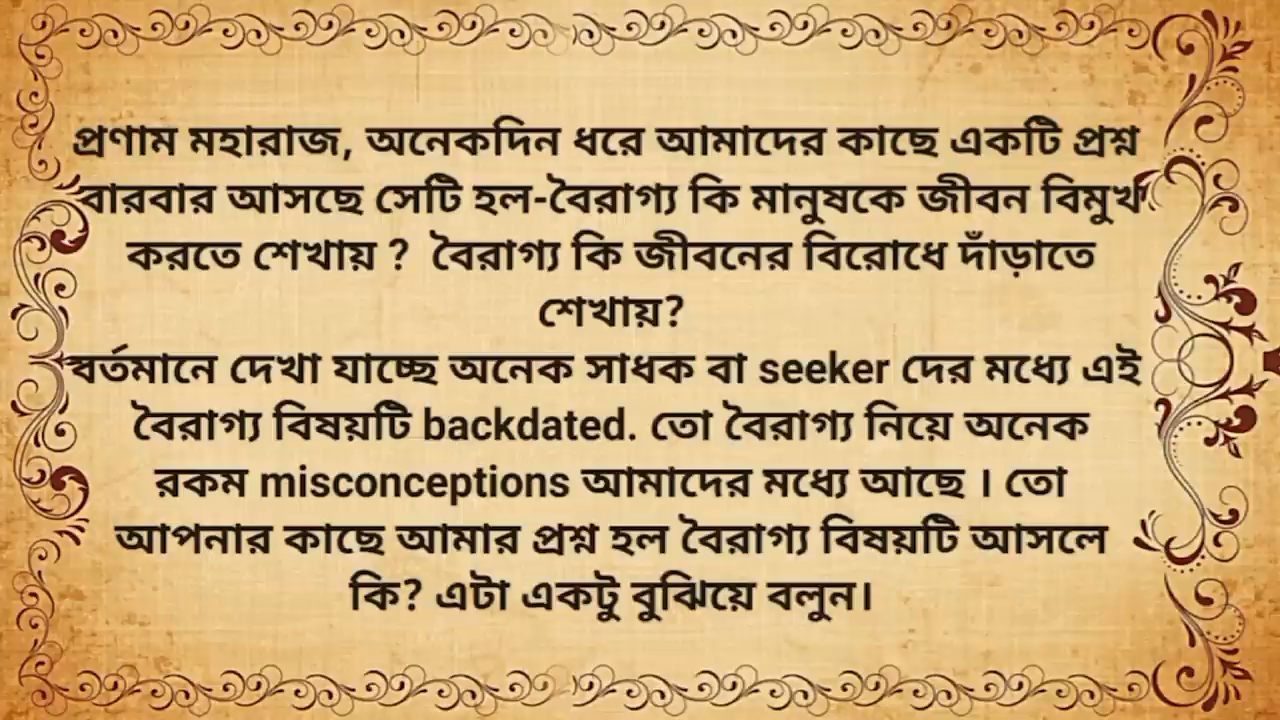 প্রণাম মহারাজ, অনেকদিন ধরে আমাদের কাছে একটি প্রশ্ন
বারবার আসছে সেটি হল-বৈরাগ্য কি মানুষকে জীবন বিমুখ
করতে শেখায় ? বৈরাগ্য কি জীবনের বিরোধে দাঁড়াতে
শেখায়?
বর্তমানে দেখা যাচ্ছে অনেক সাধক বা seeker দের মধ্যে এই
বৈরাগ্য বিষয়টি backdated. তো বৈরাগ্য নিয়ে অনেক
রকম misconceptions আমাদের মধ্যে আছে । তো
আপনার কাছে আমার প্রশ্ন হল বৈরাগ্য বিষয়টি আসলে
কি? এটা একটু বুঝিয়ে বলুন।